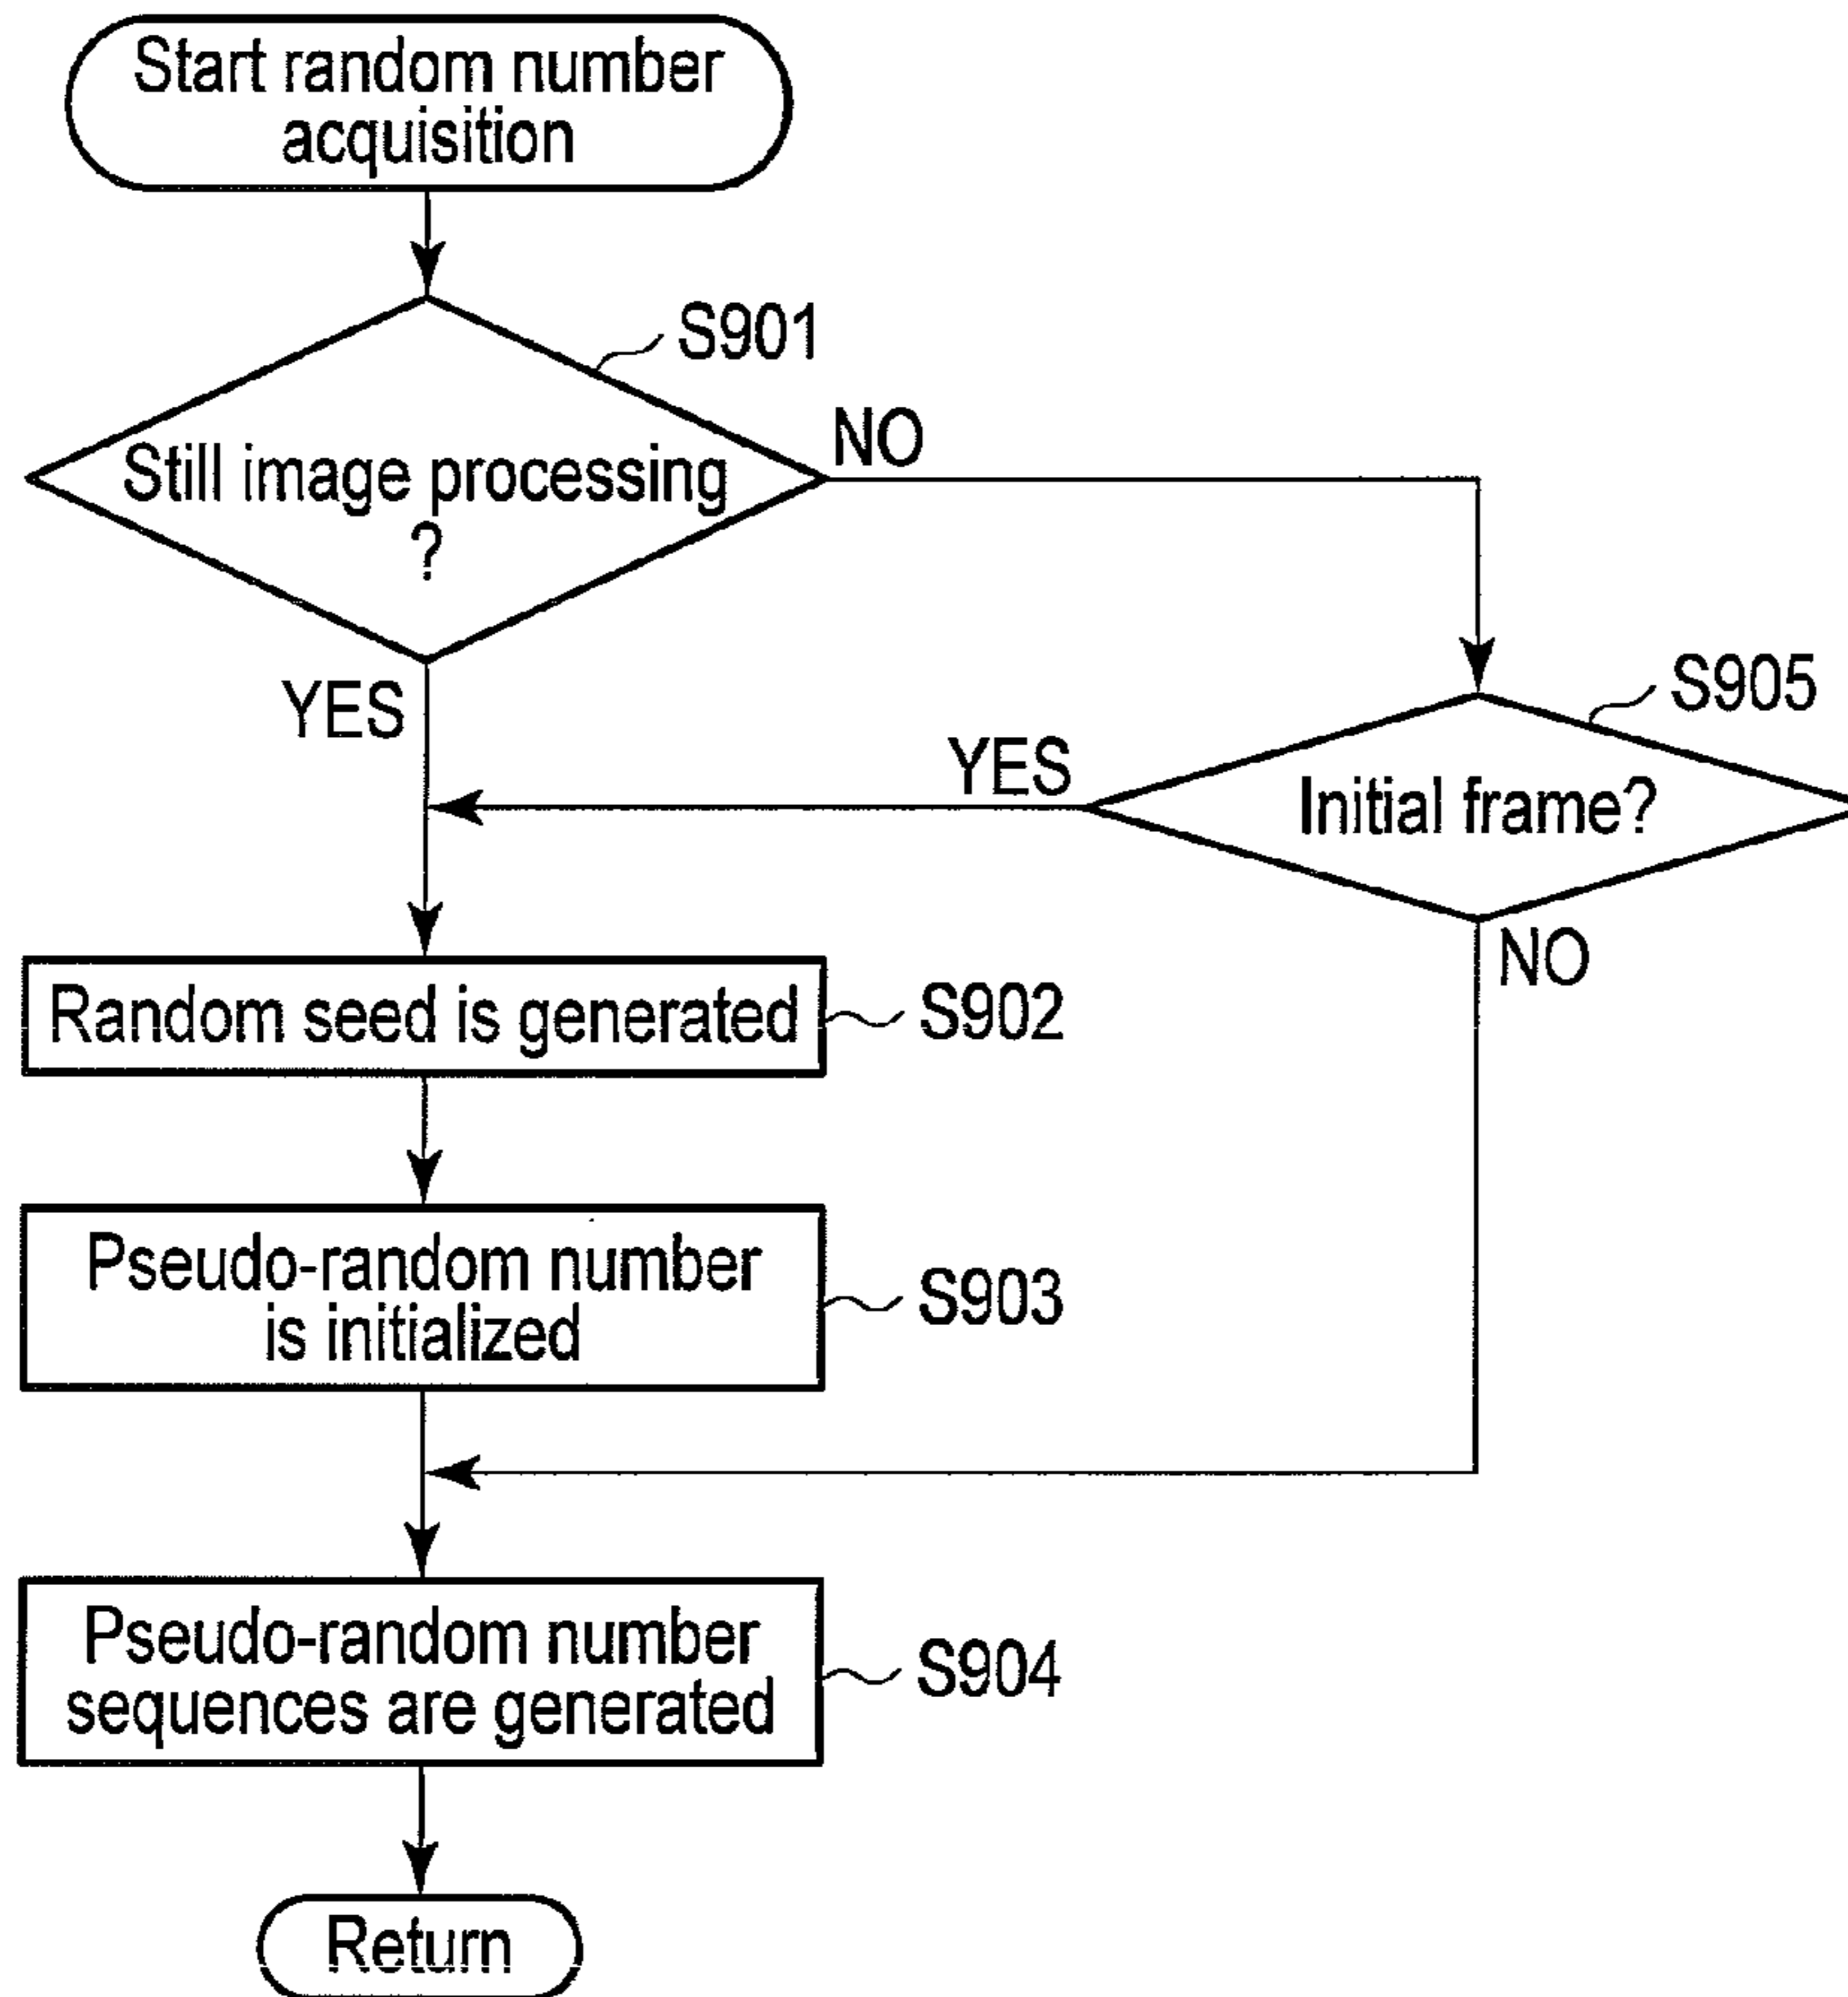 Start random number
acquisition
S901
Still image processing
?
NO
YES
S905
Initial frame?
YES
NO
Random seed is generated
S902
Pseudo-random number
is initialized
S903
Pseudo-random number
sequences are generated
S904
Return